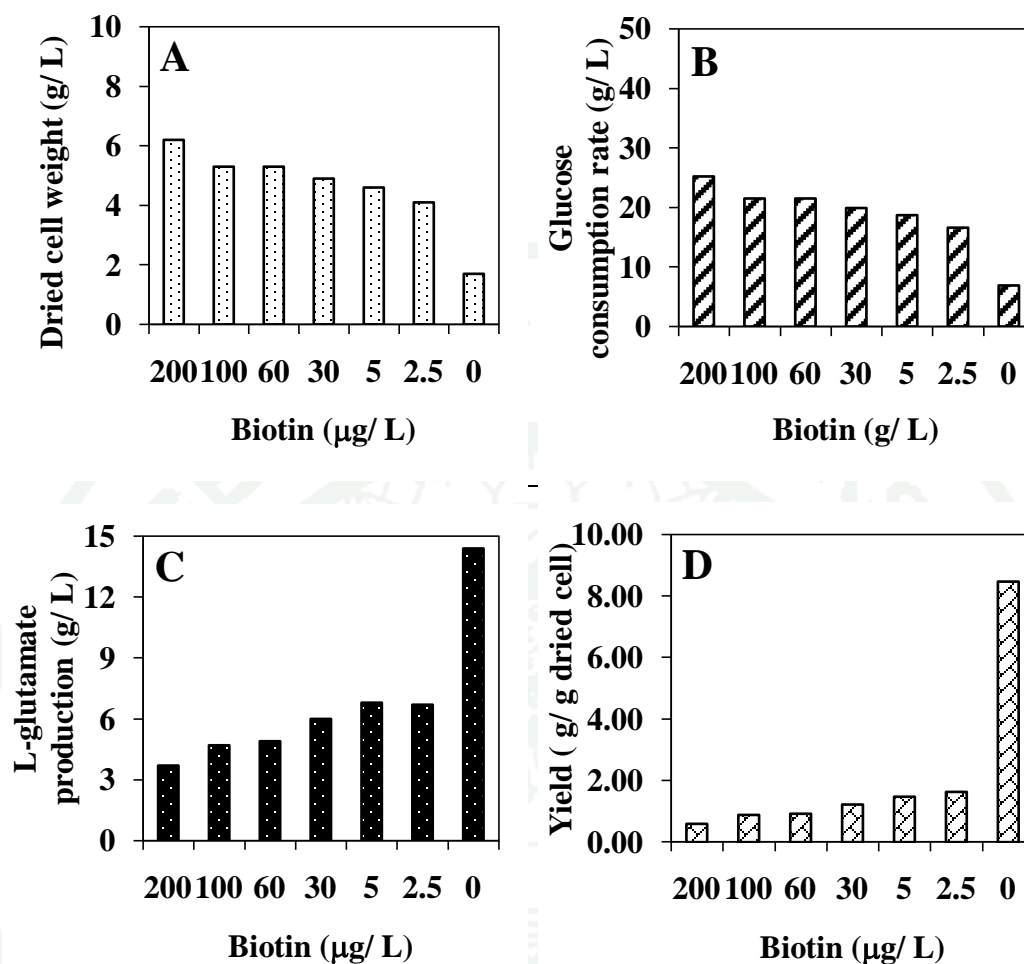 A
Dried cell weight (g/ L)
10
8
6
4
2
0
200 100 60 30 5 2.5 0
Biotin (μg/ L)
B
Glucose
consumption rate (g/ L)
50
40
30
20
10
0
200 100 60 30 5 2.5 0
Biotin (g/ L)
C
L-glutamate
production (g/ L)
15
12
9
6
3
0
200 100 60 30 5 2.5 0
Biotin (μg/ L)
D
Yield ( g/ g dried cell)
10.00
8.00
6.00
4.00
2.00
0.00
200 100 60 30 5 2.5 0
Biotin (μg/ L)